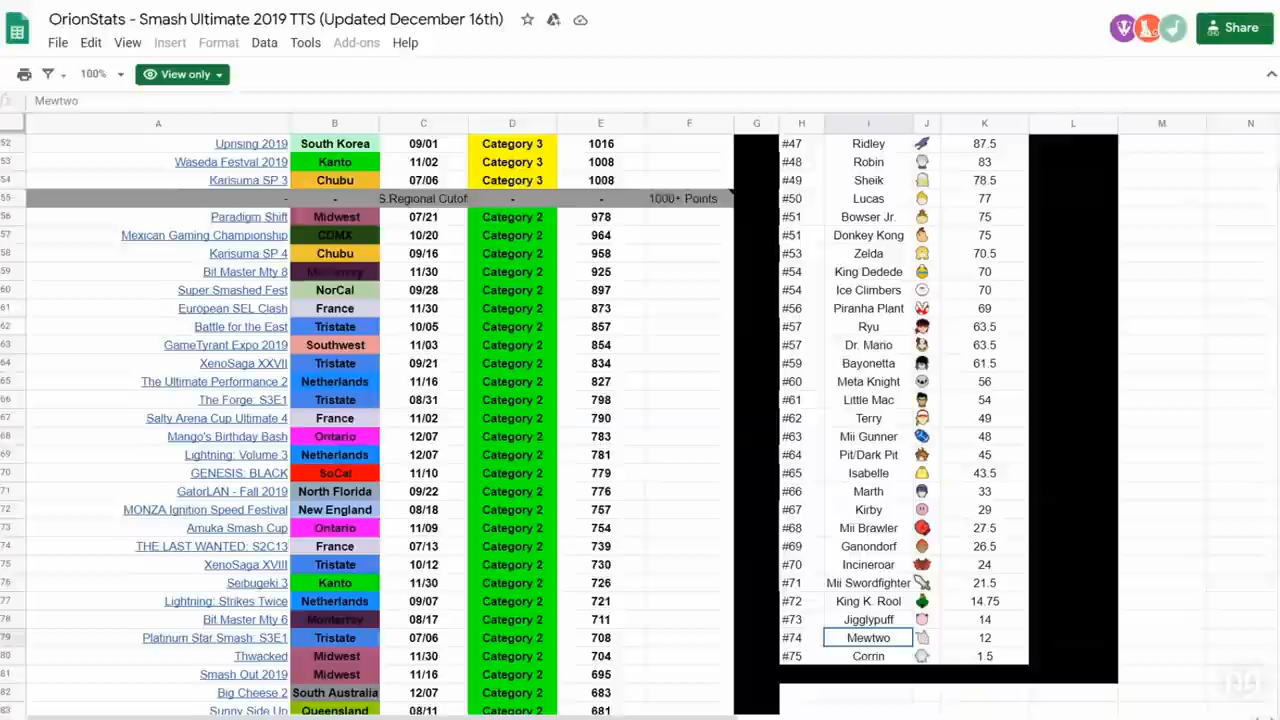 OrionStats - Smash Ultimate 2019 TTS (Updated December 16th)
File Edit View Insert Format Data Tools Add-ons Help
Share
100% View only
Mewtwo
A B C D E F G H I J K L M N
52 Uprising 2019 South Korea 09/01 Category 3 1016 #47 Ridley 87.5
53 Waseda Festval 2019 Kanto 11/02 Category 3 1008 #48 Robin 83
54 Karisuma SP 3 Chubu 07/06 Category 3 1008 #49 Sheik 78.5
55 - - S.Regional Cutof - - 1000+ Points #50 Lucas 77
56 Paradigm Shift Midwest 07/21 Category 2 978 #51 Bowser Jr. 75
57 Mexican Gaming Championship CDMX 10/20 Category 2 964 #51 Donkey Kong 75
58 Karisuma SP 4 Chubu 09/16 Category 2 958 #53 Zelda 70.5
59 Bit Master Mty 8 Monterrey 11/30 Category 2 925 #54 King Dedede 70
60 Super Smashed Fest NorCal 09/28 Category 2 897 #54 Ice Climbers 70
61 European SEL Clash France 11/30 Category 2 873 #56 Piranha Plant 69
62 Battle for the East Tristate 10/05 Category 2 857 #57 Ryu 63.5
63 GameTyrant Expo 2019 Southwest 11/03 Category 2 854 #57 Dr. Mario 63.5
64 XenoSaga XXVII Tristate 09/21 Category 2 834 #59 Bayonetta 61.5
65 The Ultimate Performance 2 Netherlands 11/16 Category 2 827 #60 Meta Knight 56
66 The Forge: S3E1 Tristate 08/31 Category 2 798 #61 Little Mac 54
67 Salty Arena Cup Ultimate 4 France 11/02 Category 2 790 #62 Terry 49
68 Mango's Birthday Bash Ontario 12/07 Category 2 783 #63 Mii Gunner 48
69 Lightning: Volume 3 Netherlands 12/07 Category 2 781 #64 Pit/Dark Pit 45
70 GENESIS: BLACK SoCal 11/10 Category 2 779 #65 Isabelle 43.5
71 GatorLAN - Fall 2019 North Florida 09/22 Category 2 776 #66 Marth 33
72 MONZA Ignition Speed Festival New England 08/18 Category 2 757 #67 Kirby 29
73 Amuka Smash Cup Ontario 11/09 Category 2 754 #68 Mii Brawler 27.5
74 THE LAST WANTED: S2C13 France 07/13 Category 2 739 #69 Ganondorf 26.5
75 XenoSaga XVIII Tristate 10/12 Category 2 730 #70 Incineroar 24
76 Seibugeki 3 Kanto 11/30 Category 2 726 #71 Mii Swordfighter 21.5
77 Lightning: Strikes Twice Netherlands 09/07 Category 2 721 #72 King K. Rool 14.75
78 Bit Master Mty 6 Monterrey 08/17 Category 2 711 #73 Jigglypuff 14
79 Platinum Star Smash: S3E1 Tristate 07/06 Category 2 708 #74 Mewtwo 12
80 Thwacked Midwest 11/30 Category 2 704 #75 Corrin 1.5
81 Smash Out 2019 Midwest 11/16 Category 2 695
82 Big Cheese 2 South Australia 12/07 Category 2 683
83 Sunny Side Up Queensland 08/11 Category 2 681